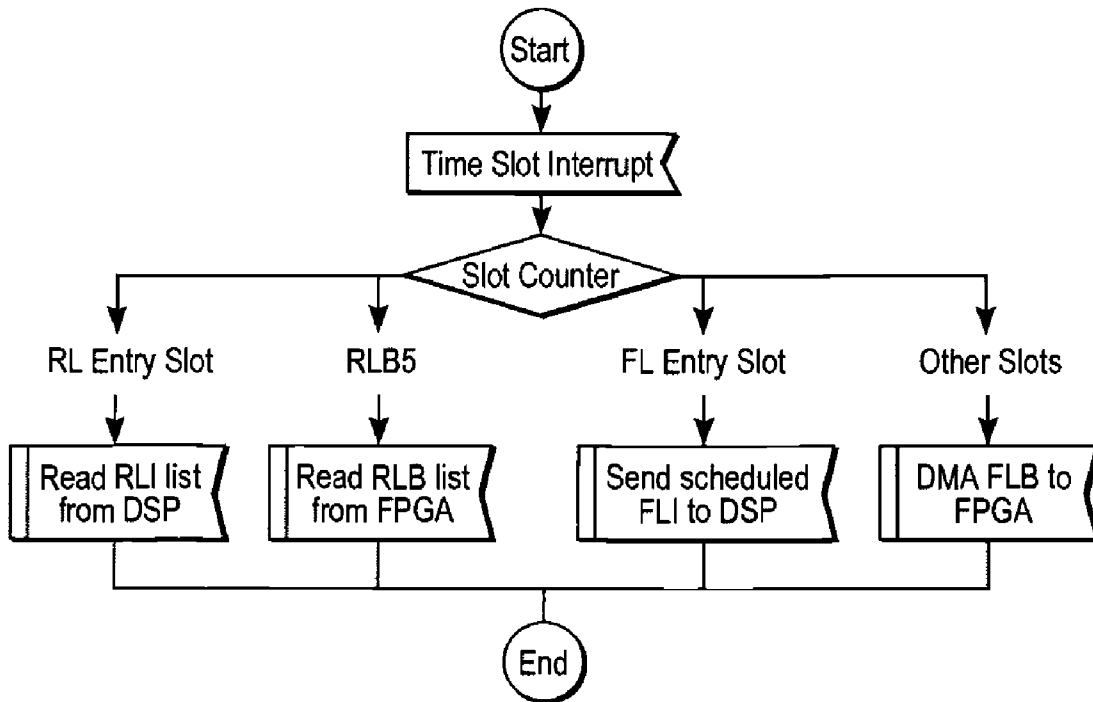 Start
Time Slot Interrupt
Slot Counter
RL Entry Slot
RLB5
FL Entry Slot
Other Slots
Read RLI list
from DSP
Read RLB list
from FPGA
Send scheduled
FLI to DSP
DMA FLB to
FPGA
End